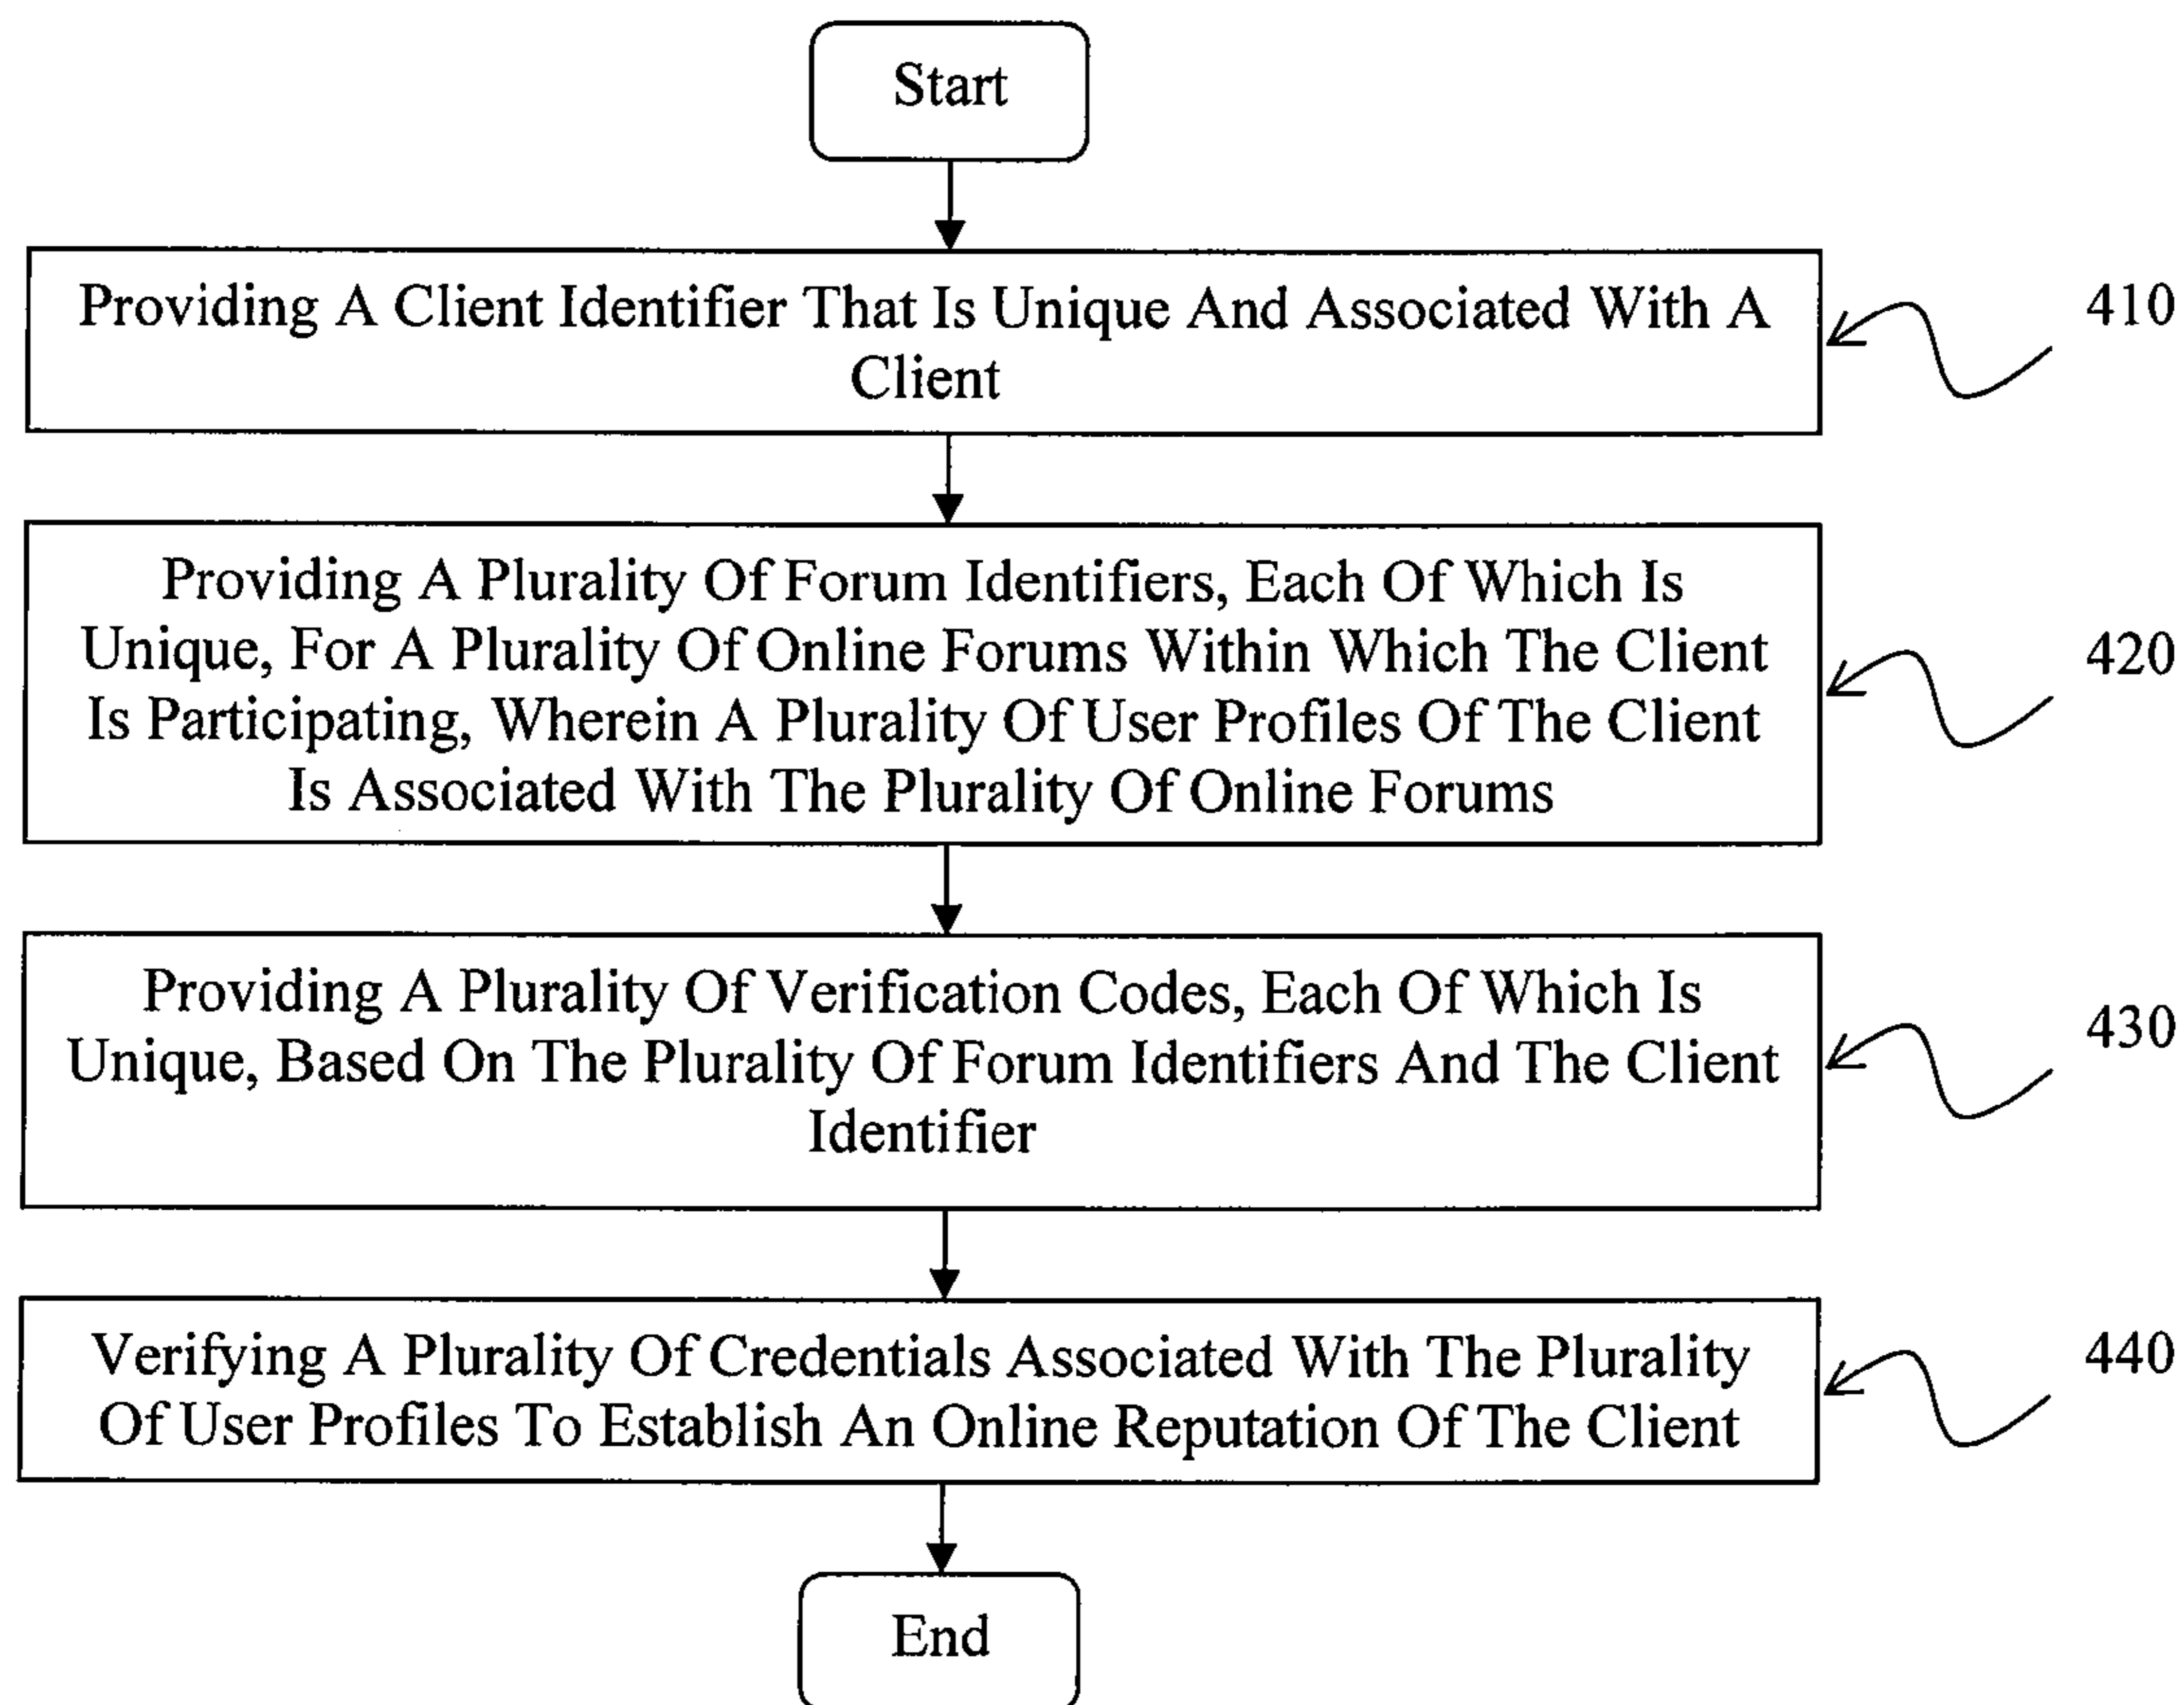 Start
Providing A Client Identifier That Is Unique And Associated With A
Client
410
Providing A Plurality Of Forum Identifiers, Each Of Which Is
Unique, For A Plurality Of Online Forums Within Which The Client
Is Participating, Wherein A Plurality Of User Profiles Of The Client
Is Associated With The Plurality Of Online Forums
420
Providing A Plurality Of Verification Codes, Each Of Which Is
Unique, Based On The Plurality Of Forum Identifiers And The Client
Identifier
430
Verifying A Plurality Of Credentials Associated With The Plurality
Of User Profiles To Establish An Online Reputation Of The Client
440
End